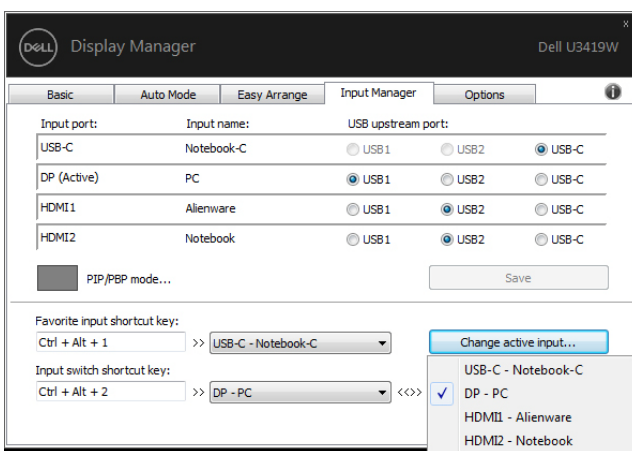 x
DELL Display Manager Dell U3419W
Basic Auto Mode Easy Arrange Input Manager Options i
Input port: Input name: USB upstream port:
USB-C Notebook-C USB1 USB2 USB-C
DP (Active) PC USB1 USB2 USB-C
HDMI1 Alienware USB1 USB2 USB-C
HDMI2 Notebook USB1 USB2 USB-C
PIP/PBP mode... Save
Favorite input shortcut key:
Ctrl + Alt + 1 >> USB-C - Notebook-C Change active input...
Input switch shortcut key:
Ctrl + Alt + 2 >> DP - PC <<>>
USB-C - Notebook-C
DP - PC
HDMI1 - Alienware
HDMI2 - Notebook